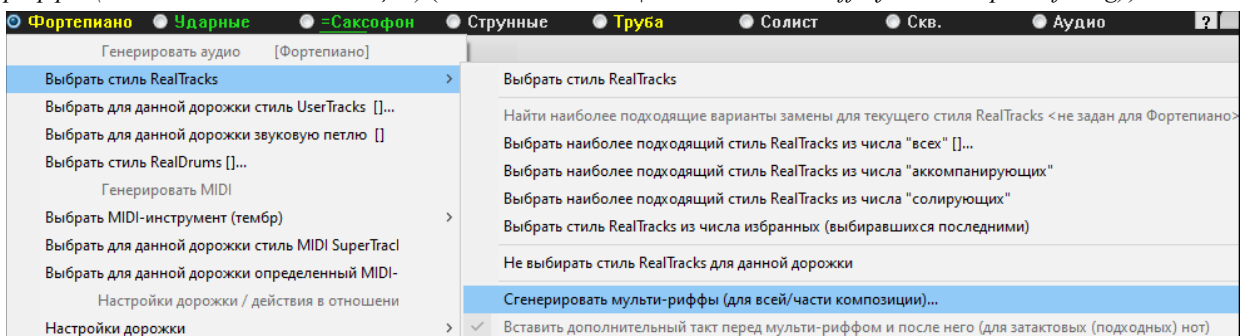 Фортепиано Ударные =Саксофон Струнные Труба Солист Скв. Аудио ?
Генерировать аудио [Фортепиано]
Выбрать стиль RealTracks >
Выбрать для данной дорожки стиль UserTracks []...
Выбрать для данной дорожки звуковую петлю []
Выбрать стиль RealDrums []...
Генерировать MIDI
Выбрать MIDI-инструмент (тембр) >
Выбрать для данной дорожки стиль MIDI SuperTracl
Выбрать для данной дорожки определенный MIDI-
Настройки дорожки / действия в отношени
Настройки дорожки >
Выбрать стиль RealTracks
Найти наиболее подходящие варианты замены для текущего стиля RealTracks <не задан для Фортепиано>
Выбрать наиболее подходящий стиль RealTracks из числа "всех" []...
Выбрать наиболее подходящий стиль RealTracks из числа "аккомпанирующих"
Выбрать наиболее подходящий стиль RealTracks из числа "солирующих"
Выбрать стиль RealTracks из числа избранных (выбиравшихся последними)
Не выбирать стиль RealTracks для данной дорожки
Сгенерировать мульти-риффы (для всей/части композиции)...
Вставить дополнительный такт перед мульти-риффом и после него (для затактовых (подходных) нот)